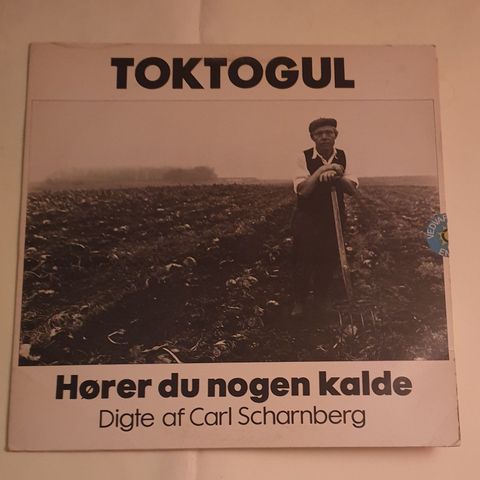 TOKTOGUL
Hører du nogen kalde
Digte af Carl Scharnberg